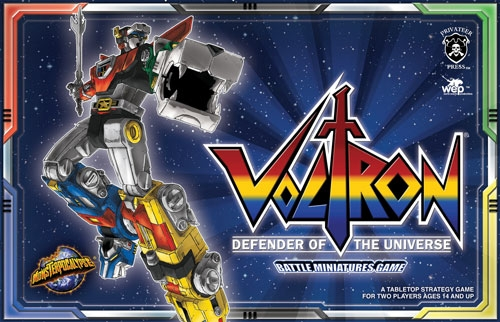 PRIVATEER
PRESS
wep
VOLTRON
DEFENDER OF THE UNIVERSE
BATTLE MINIATURES GAME
MONSTERPOCALYPSE
A TABLETOP STRATEGY GAME
FOR TWO PLAYERS AGES 14 AND UP